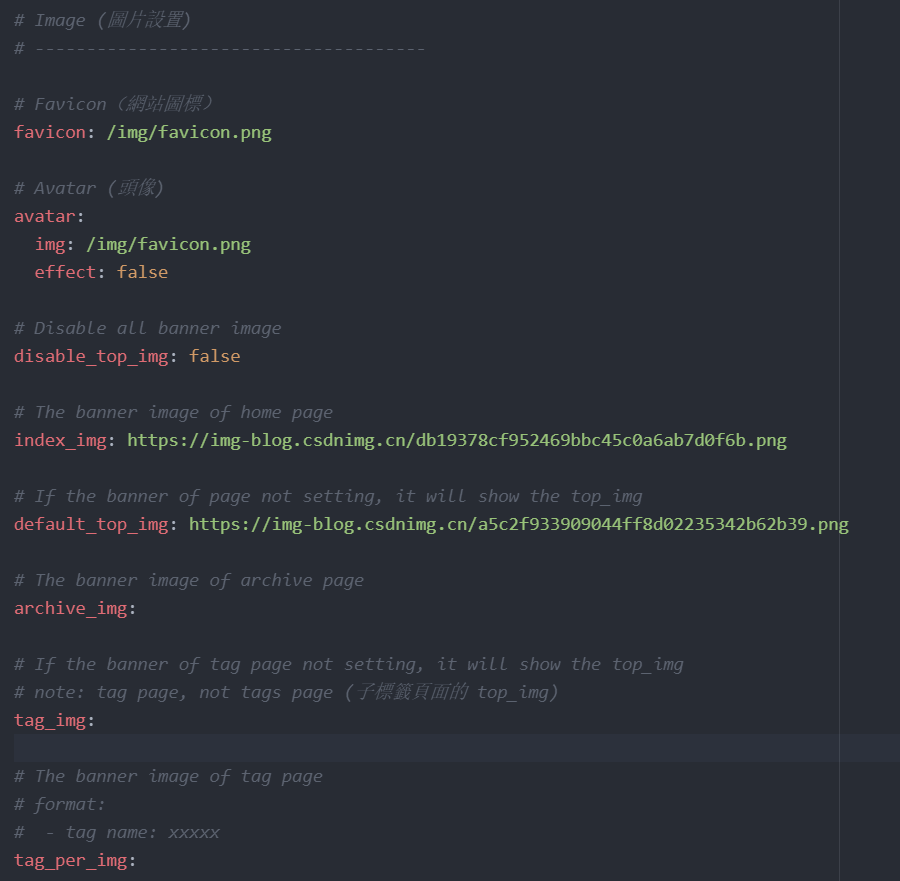 # Image (圖片設置)
# --------------------------------------
# Favicon（網站圖標）
favicon: /img/favicon.png
# Avatar (頭像)
avatar:
img: /img/favicon.png
effect: false
# Disable all banner image
disable_top_img: false
# The banner image of home page
index_img: https://img-blog.csdnimg.cn/db19378cf952469bbc45c0a6ab7d0f6b.png
# If the banner of page not setting, it will show the top_img
default_top_img: https://img-blog.csdnimg.cn/a5c2f933909044ff8d02235342b62b39.png
# The banner image of archive page
archive_img:
# If the banner of tag page not setting, it will show the top_img
# note: tag page, not tags page (子標籤頁面的 top_img)
tag_img:
# The banner image of tag page
# format:
#  - tag name: xxxxx
tag_per_img: